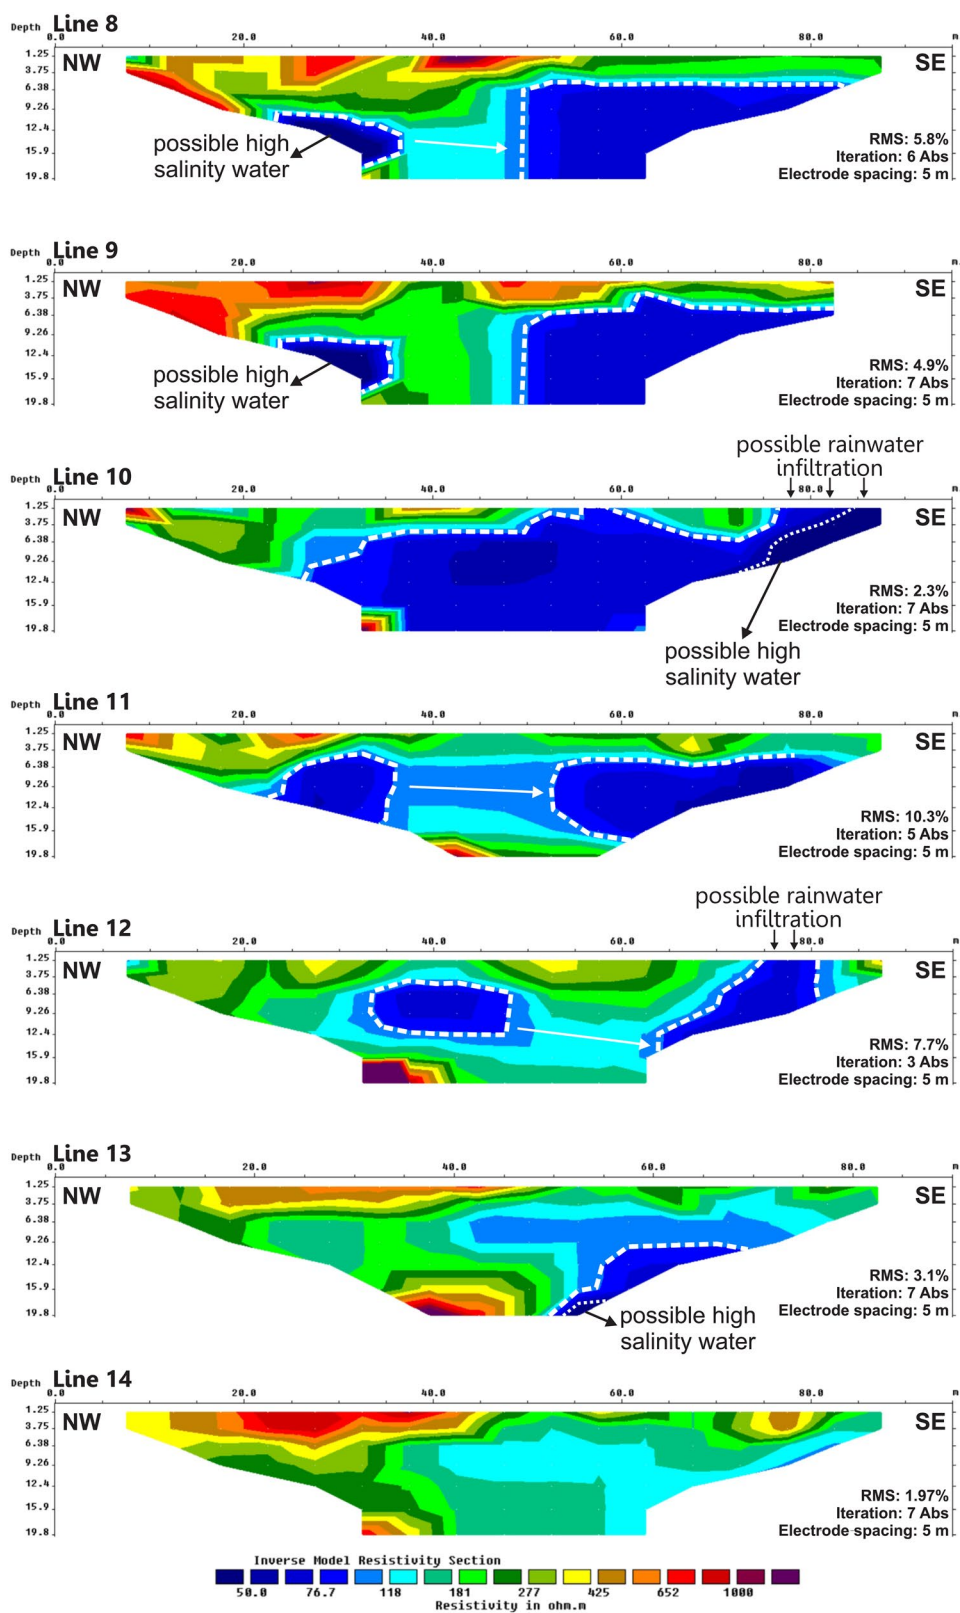 Depth Line 8
0.0 20.0 40.0 60.0 80.0 m
NW SE
1.25
3.75
6.38
9.26
12.4
15.9
19.8
possible high
salinity water
RMS: 5.8%
Iteration: 6 Abs
Electrode spacing: 5 m
Depth Line 9
0.0 20.0 40.0 60.0 80.0 m
NW SE
1.25
3.75
6.38
9.26
12.4
15.9
19.8
possible high
salinity water
RMS: 4.9%
Iteration: 7 Abs
Electrode spacing: 5 m
possible rainwater
infiltration
Depth Line 10
0.0 20.0 40.0 60.0 80.0 m
NW SE
1.25
3.75
6.38
9.26
12.4
15.9
19.8
RMS: 2.3%
Iteration: 7 Abs
Electrode spacing: 5 m
possible high
salinity water
Depth Line 11
0.0 20.0 40.0 60.0 80.0 m
NW SE
1.25
3.75
6.38
9.26
12.4
15.9
19.8
RMS: 10.3%
Iteration: 5 Abs
Electrode spacing: 5 m
possible rainwater
infiltration
Depth Line 12
0.0 20.0 40.0 60.0 80.0 m
NW SE
1.25
3.75
6.38
9.26
12.4
15.9
19.8
RMS: 7.7%
Iteration: 3 Abs
Electrode spacing: 5 m
Depth Line 13
0.0 20.0 40.0 60.0 80.0 m
NW SE
1.25
3.75
6.38
9.26
12.4
15.9
19.8
RMS: 3.1%
Iteration: 7 Abs
Electrode spacing: 5 m
possible high
salinity water
Depth Line 14
0.0 20.0 40.0 60.0 80.0 m
NW SE
1.25
3.75
6.38
9.26
12.4
15.9
19.8
RMS: 1.97%
Iteration: 7 Abs
Electrode spacing: 5 m
Inverse Model Resistivity Section
50.0 76.7 118 181 277 425 652 1000
Resistivity in ohm.m